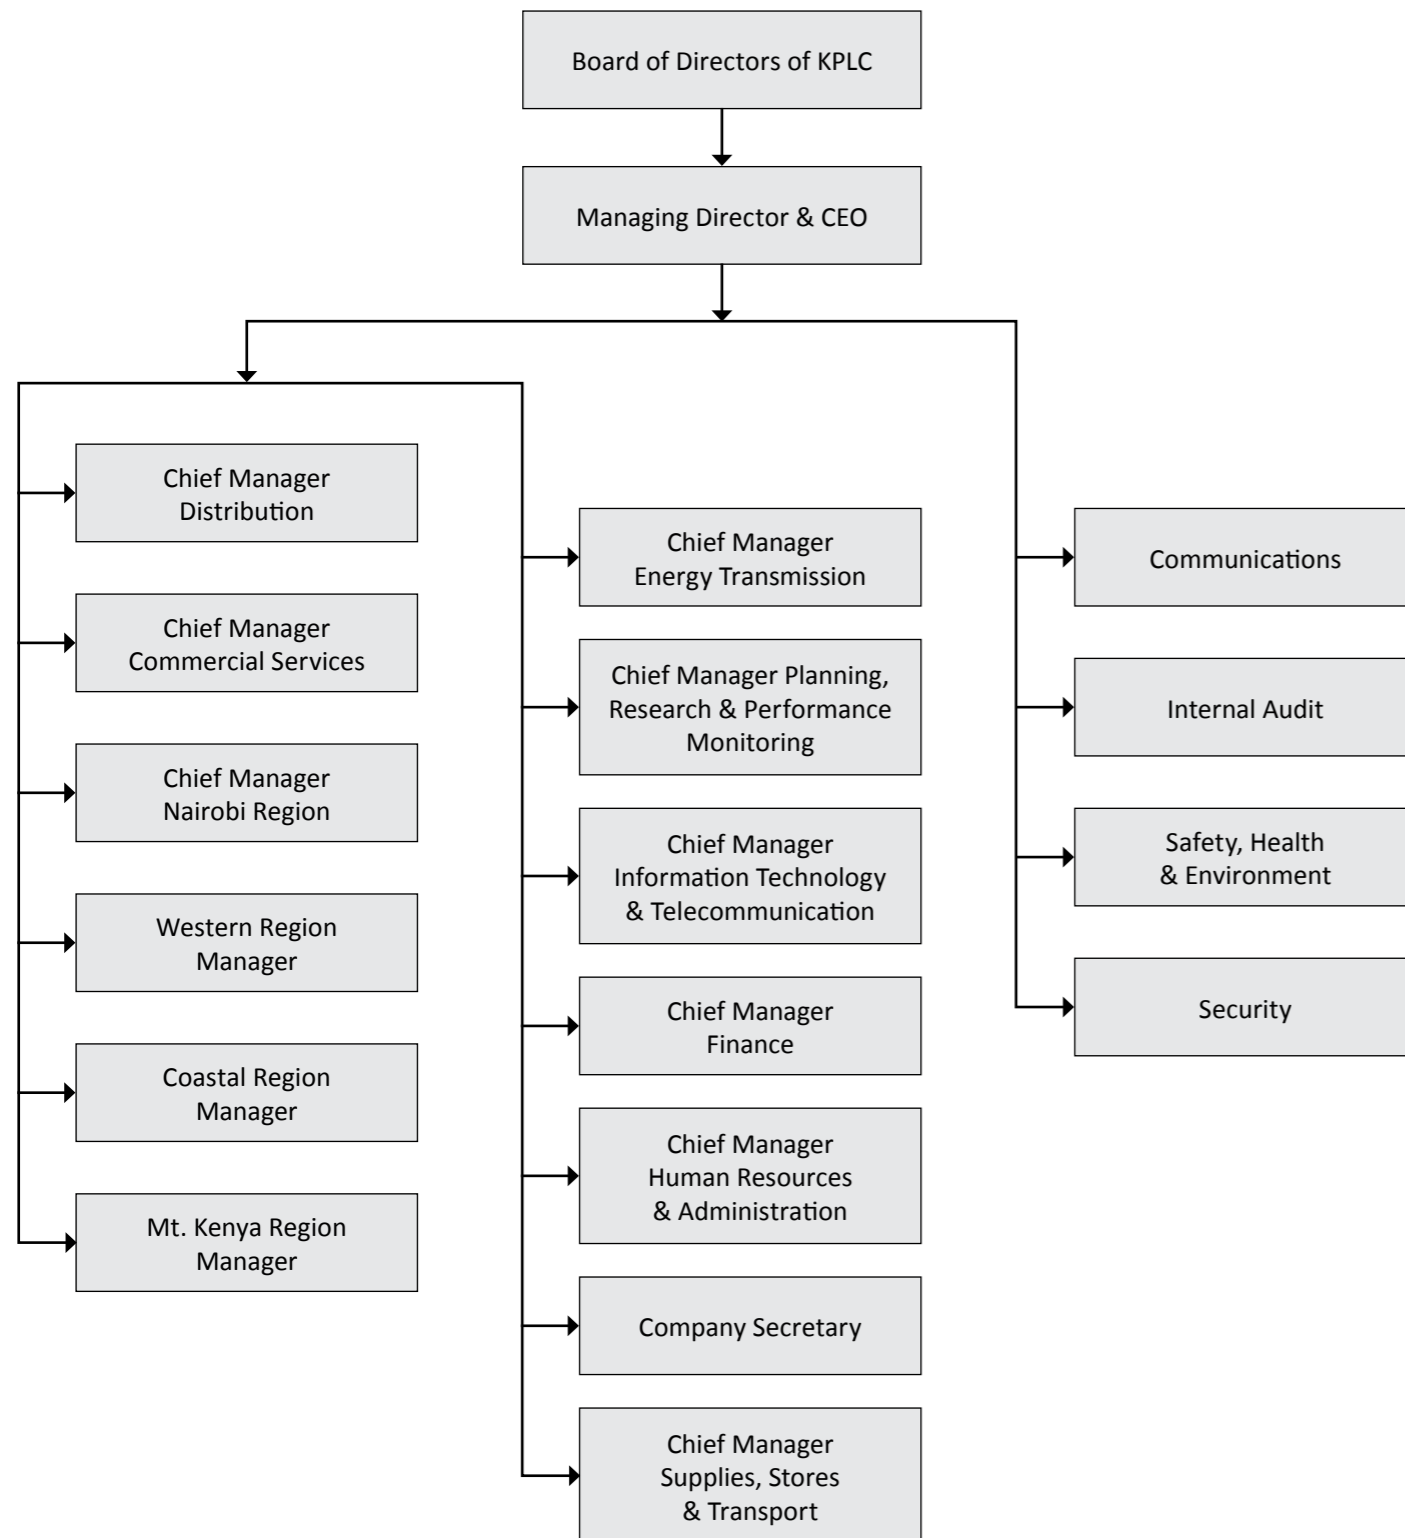 Board of Directors of KPLC
Managing Director & CEO
Chief Manager
Distribution
Chief Manager
Commercial Services
Chief Manager
Nairobi Region
Western Region
Manager
Coastal Region
Manager
Mt. Kenya Region
Manager
Chief Manager
Energy Transmission
Chief Manager Planning,
Research & Performance
Monitoring
Chief Manager
Information Technology
& Telecommunication
Chief Manager
Finance
Chief Manager
Human Resources
& Administration
Company Secretary
Chief Manager
Supplies, Stores
& Transport
Communications
Internal Audit
Safety, Health
& Environment
Security